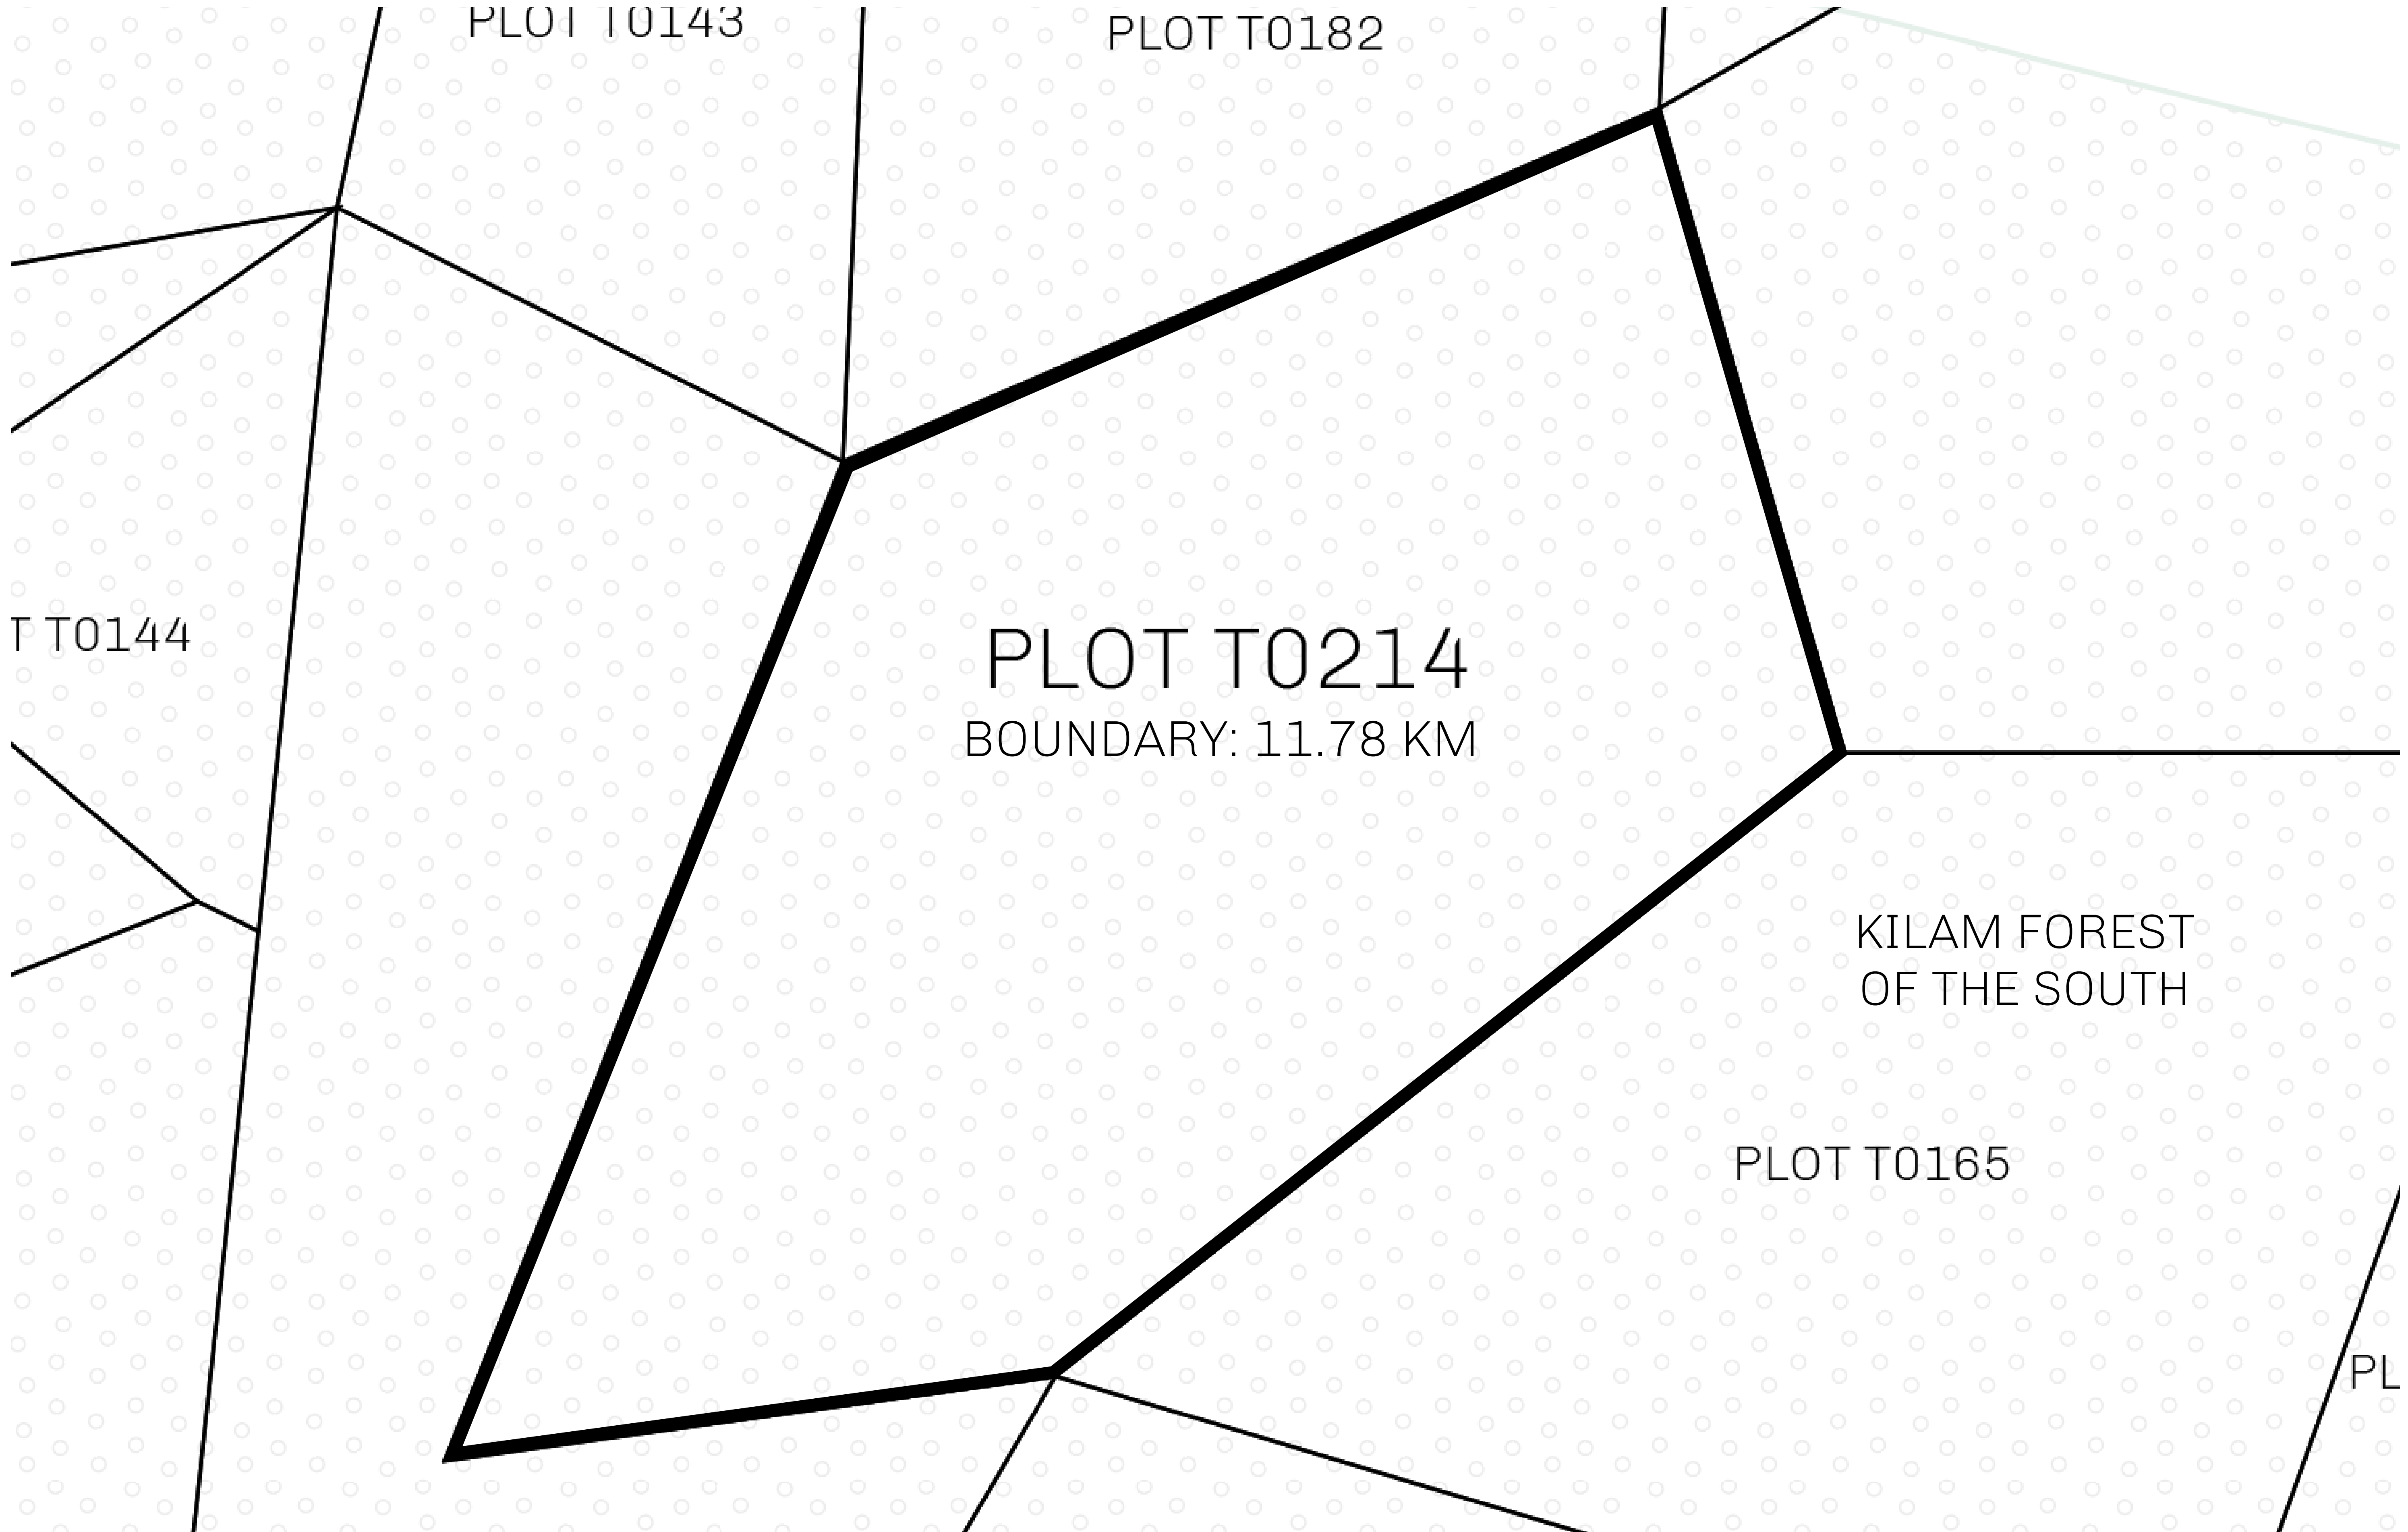 PLOT T0143
PLOT T0182
T T0144
PLOT T0214
BOUNDARY: 11.78 KM
KILAM FOREST
OF THE SOUTH
PLOT T0165
PL